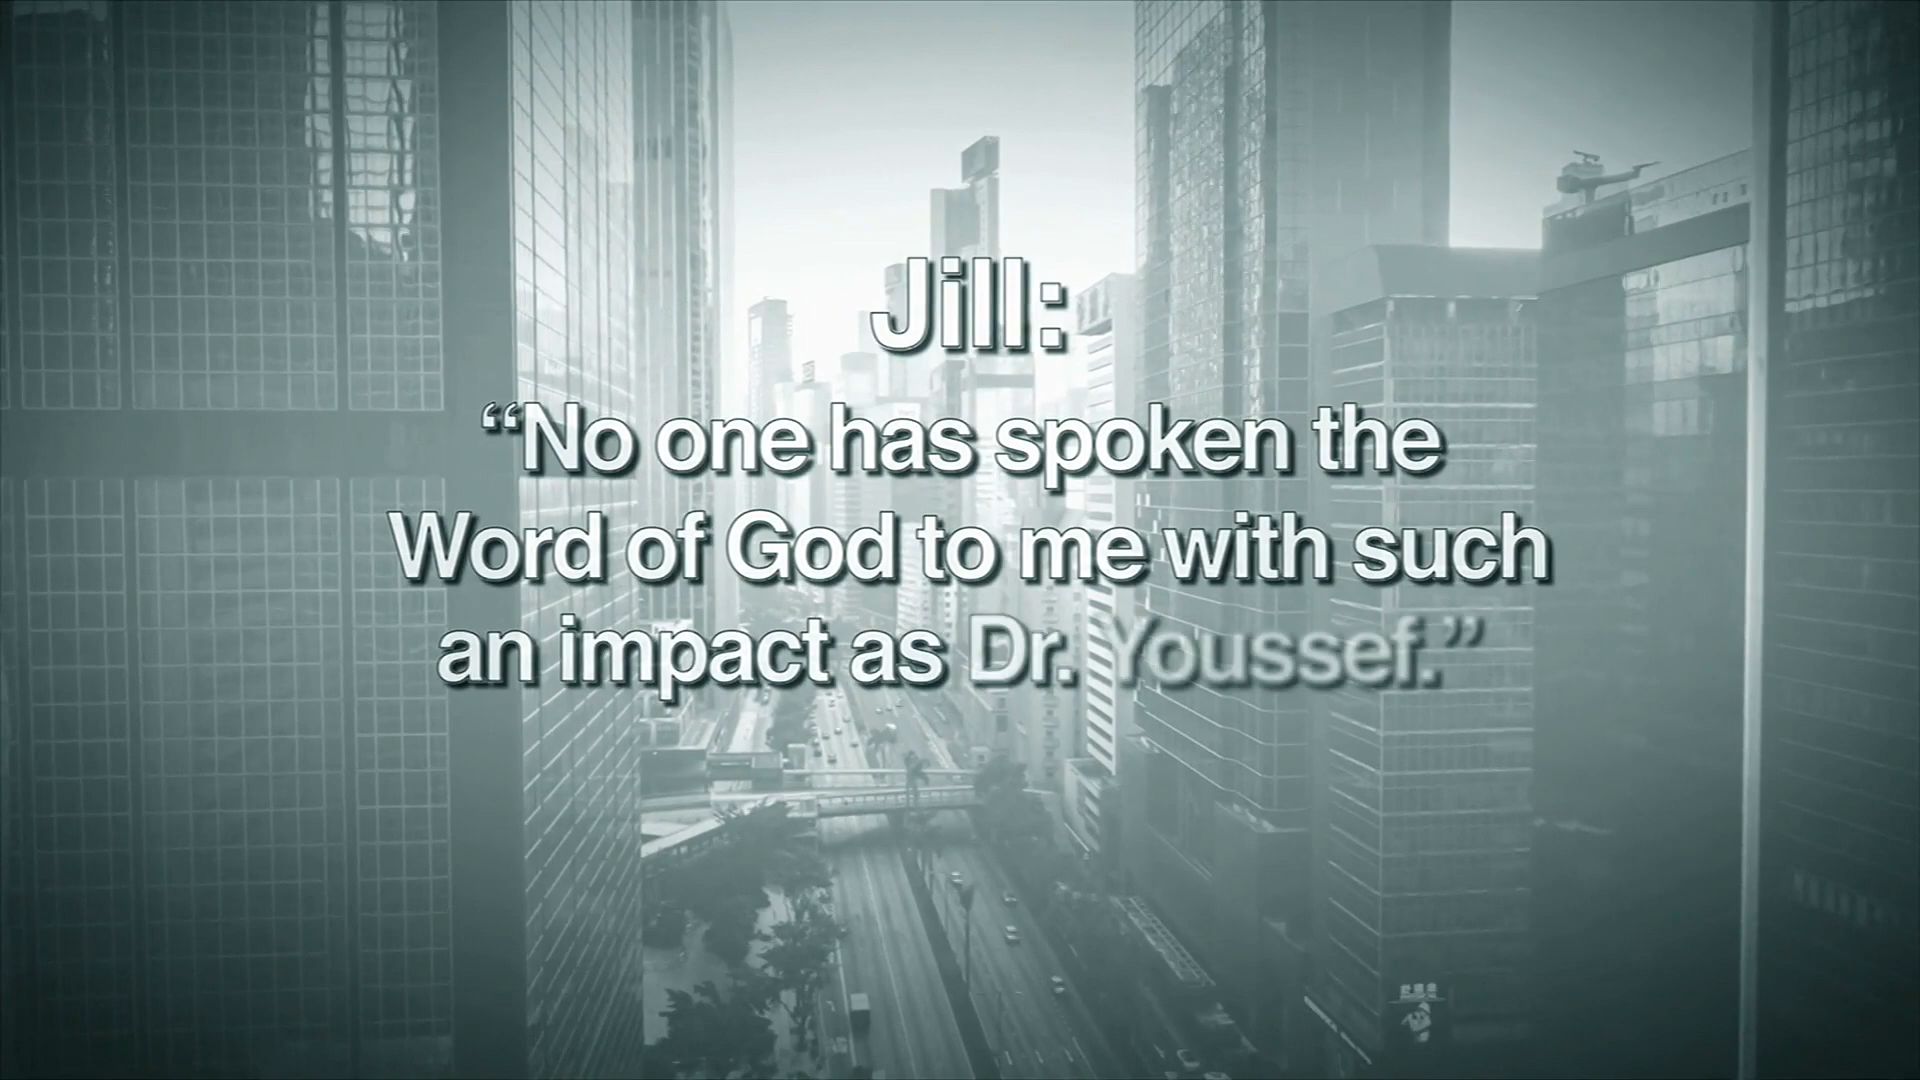 Jill:
“No one has spoken the
Word of God to me with such
an impact as Dr. Youssef.”